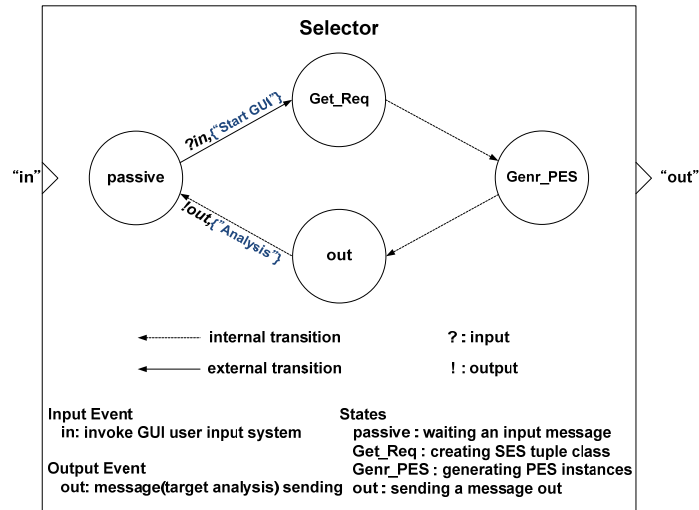 Selector
Get_Req
?in,{"Start GUI"}
"in"
passive
Genr_PES
"out"
!out,{"Analysis"}
out
internal transition
? : input
external transition
! : output
Input Event
in: invoke GUI user input system
Output Event
out: message(target analysis) sending
States
passive : waiting an input message
Get_Req : creating SES tuple class
Genr_PES : generating PES instances
out : sending a message out